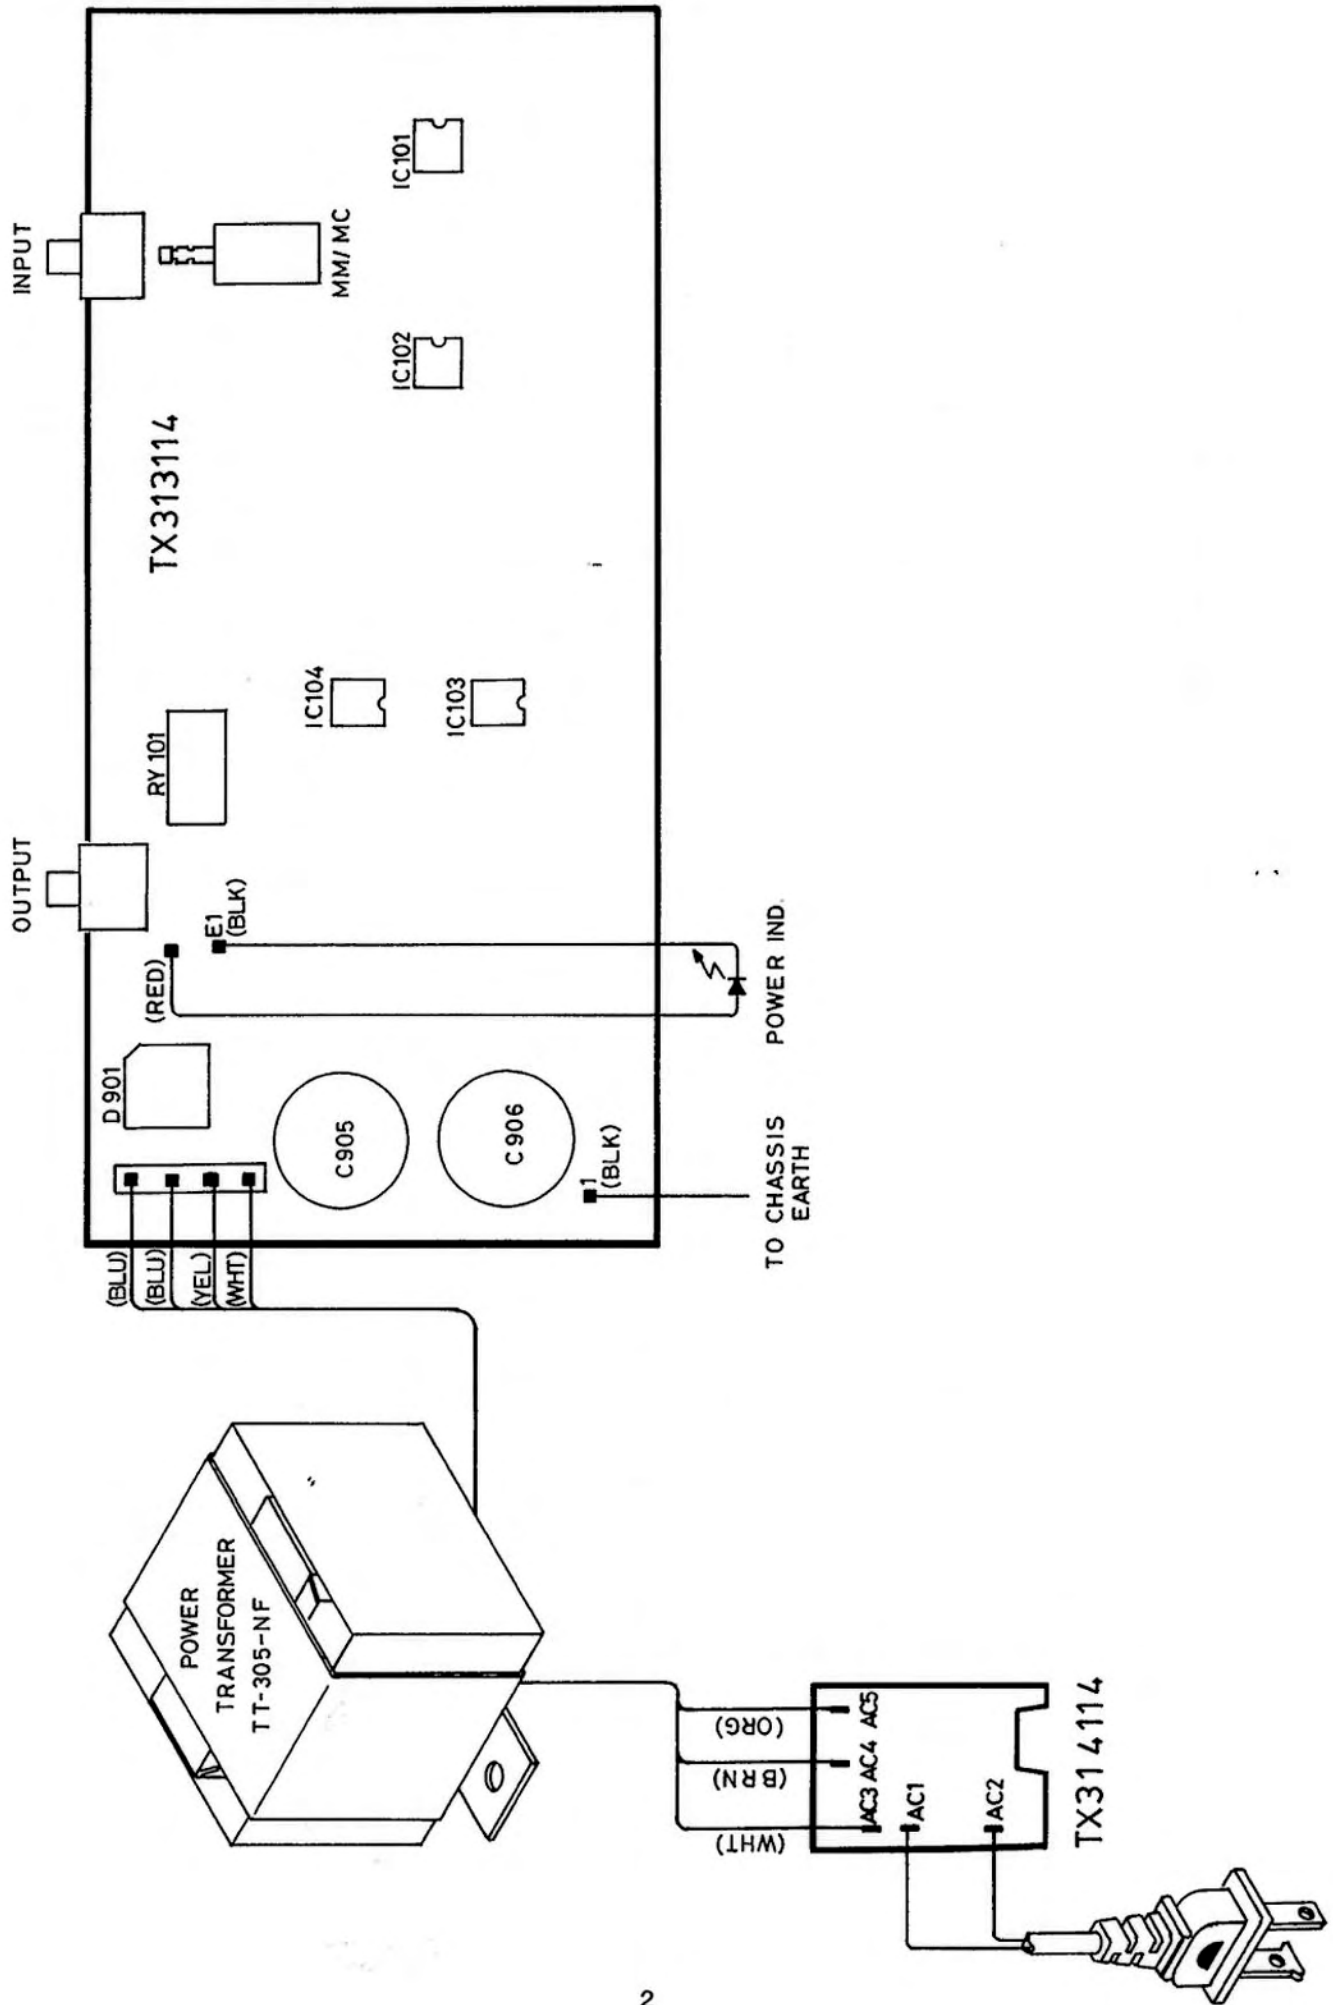 INPUT
OUTPUT
MM/MC
IC101
IC102
TX313114
IC104
IC103
RY 101
(RED)
E1
(BLK)
D901
C905
C906
1
(BLK)
TO CHASSIS
EARTH
POWER IND.
(BLU)
(BLU)
(YEL)
(WHT)
POWER
TRANSFORMER
TT-305-NF
(ORG)
(BRN)
(WHT)
AC3
AC4
AC5
AC1
AC2
TX314114
2